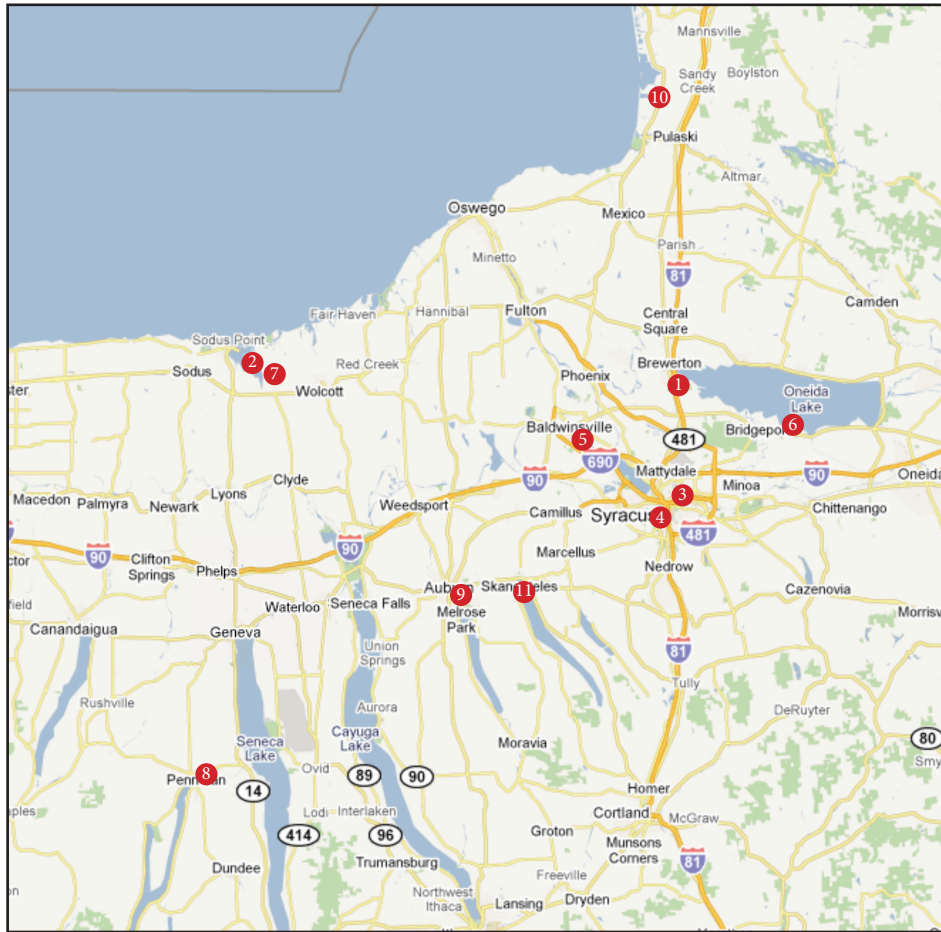 Mannsville
Sandy
Creek
Boylston
10
Pulaski
Altmar
Oswego
Mexico
Minetto
Parish
81
Camden
Fair Haven
Hannibal
Fulton
Central
Square
Sodus Point
2
7
Sodus
Red Creek
Wolcott
Brewerton
1
Phoenix
Oneida
Lake
Baldwinsville
5
481
6
690
Mattydale
90
90
Minoa
Clyde
Lyons
Macedon
Palmyra
Newark
Weedsport
Camillus
3
4
Chittenango
481
Marcellus
Nedrow
90
90
Clifton
Springs
Phelps
Waterloo
Seneca Falls
9
11
Melrose
Park
Cazenovia
Canandaigua
Geneva
Union
Springs
81
Tully
Rushville
Aurora
DeRuyter
Seneca
Lake
Cayuga
Lake
Moravia
80
8
Ovid
89
90
14
Homer
Lodi
Interlaken
Cortland
McGraw
414
96
Groton
Munsons
Corners
Dundee
Trumansburg
81
Freeville
Northwest
Ithaca
Lansing
Dryden